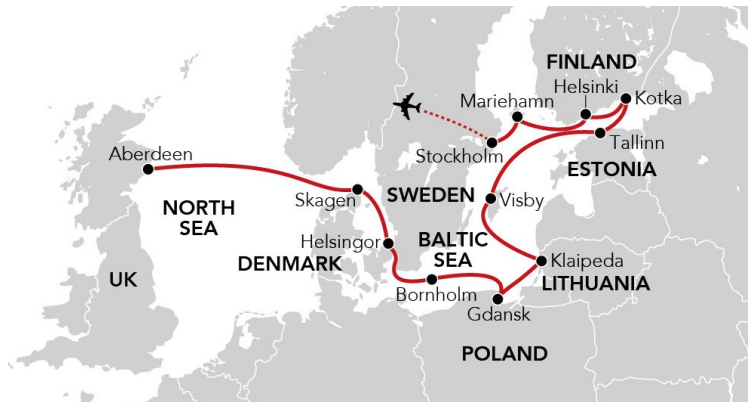 FINLAND
Helsinki
Mariehamn
Kotka
Stockholm
Tallinn
Aberdeen
ESTONIA
Skagen
SWEDEN
Visby
NORTH
SEA
Helsingor
BALTIC
SEA
DENMARK
Klaipeda
UK
LITHUANIA
Bornholm
Gdansk
POLAND